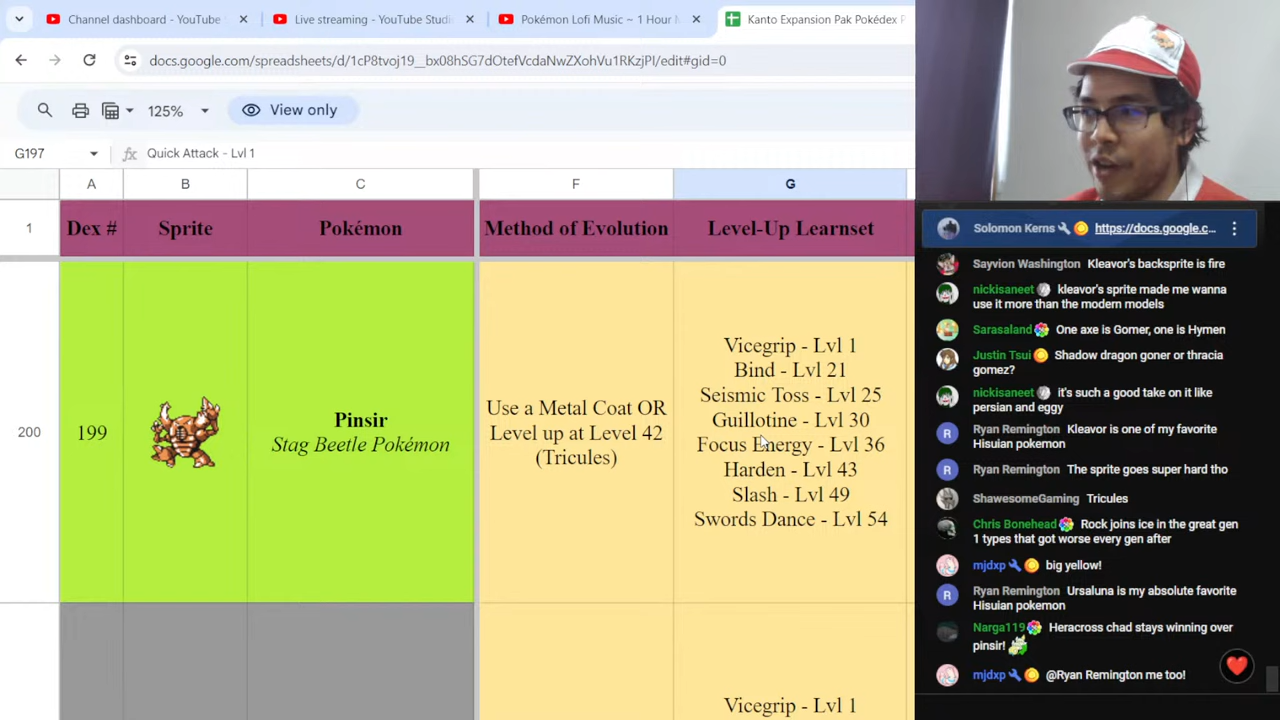 Channel dashboard - YouTube
Live streaming - YouTube Studi
Pokémon Lofi Music ~ 1 Hour M
Kanto Expansion Pak Pokédex P
docs.google.com/spreadsheets/d/1cP8tvoj19__bx08hSG7dOtefVcdaNwZXohVu1RKzjPI/edit#gid=0
125%
View only
G197
fx Quick Attack - Lvl 1
A B C F G
1 Dex # Sprite Pokémon Method of Evolution Level-Up Learnset
200
199
Pinsir
Stag Beetle Pokémon
Use a Metal Coat OR
Level up at Level 42
(Tricules)
Vicegrip - Lvl 1
Bind - Lvl 21
Seismic Toss - Lvl 25
Guillotine - Lvl 30
Focus Energy - Lvl 36
Harden - Lvl 43
Slash - Lvl 49
Swords Dance - Lvl 54
Vicegrip - Lvl 1
Solomon Kerns https://docs.google.c...
Sayvion Washington Kleavor's backsprite is fire
nickisaneet kleavor's sprite made me wanna
use it more than the modern models
Sarasaland One axe is Gomer, one is Hymen
Justin Tsui Shadow dragon goner or thracia
gomez?
nickisaneet it's such a good take on it like
persian and eggy
R Ryan Remington Kleavor is one of my favorite
Hisuian pokemon
R Ryan Remington The sprite goes super hard tho
ShawesomeGaming Tricules
Chris Bonehead Rock joins ice in the great gen
1 types that got worse every gen after
mjdxp big yellow!
R Ryan Remington Ursaluna is my absolute favorite
Hisuian pokemon
Narga119 Heracross chad stays winning over
pinsir!
mjdxp @Ryan Remington me too!